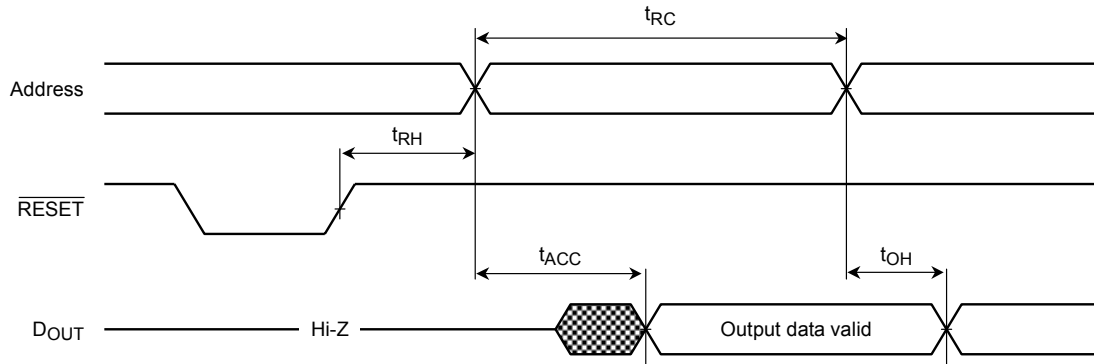 tRC
Address
tRH
RESET
tACC
tOH
DOUT
Hi-Z
Output data valid